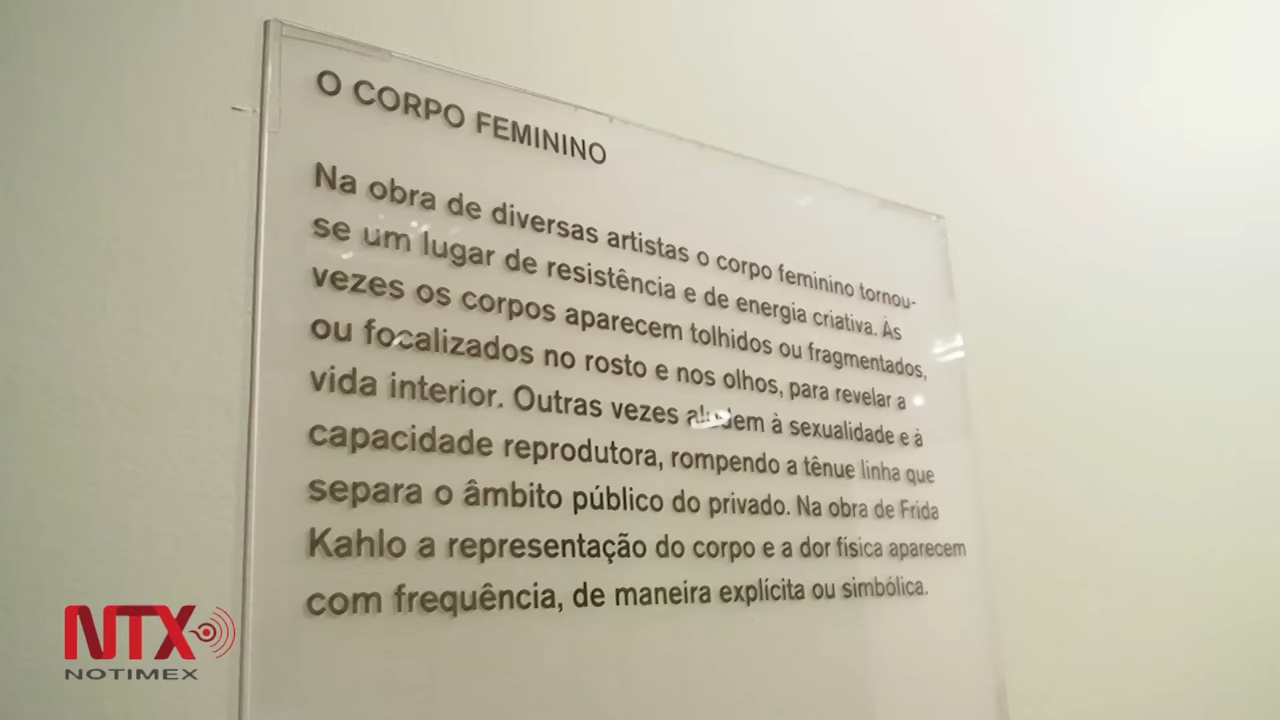 O CORPO FEMININO
Na obra de diversas artistas o corpo feminino tornou-
se um lugar de resistência e de energia criativa. Às
vezes os corpos aparecem tolhidos ou fragmentados,
ou focalizados no rosto e nos olhos, para revelar a
vida interior. Outras vezes aludem à sexualidade e à
capacidade reprodutora, rompendo a tênue linha que
separa o âmbito público do privado. Na obra de Frida
Kahlo a representação do corpo e a dor física aparecem
com frequência, de maneira explícita ou simbólica.
NTX
NOTIMEX